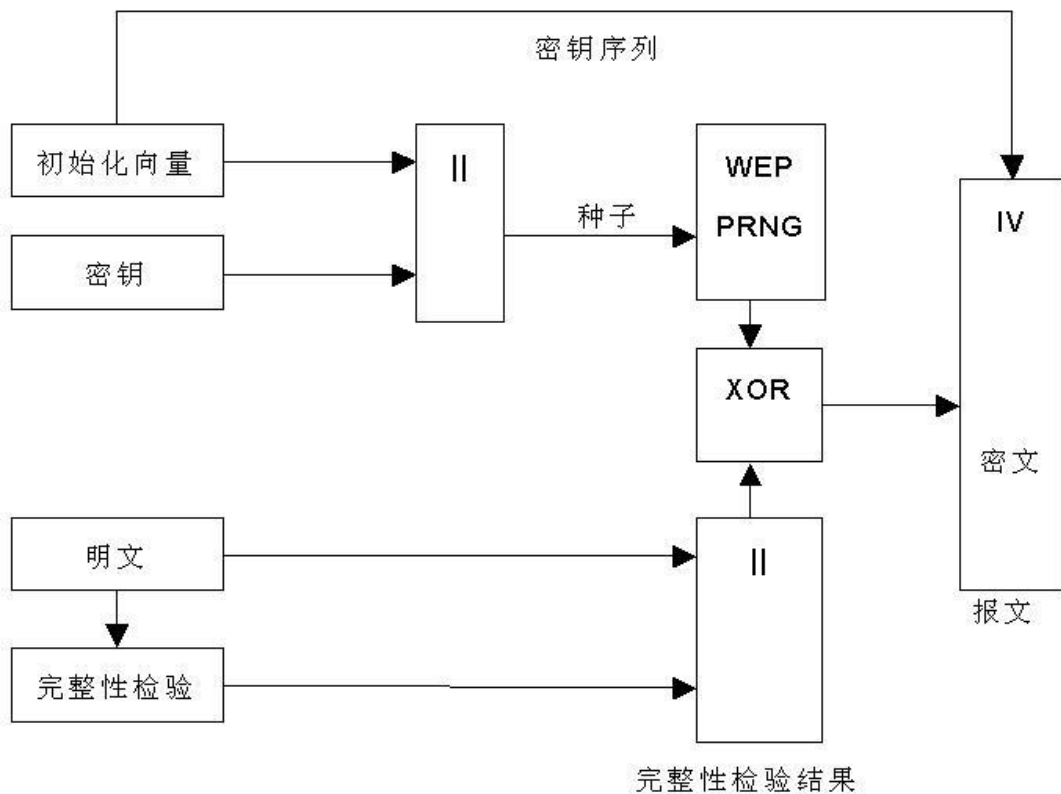 密钥序列
初始化向量
||
WEP
PRNG
IV
种子
密钥
XOR
密文
明文
||
报文
完整性检验
完整性检验结果